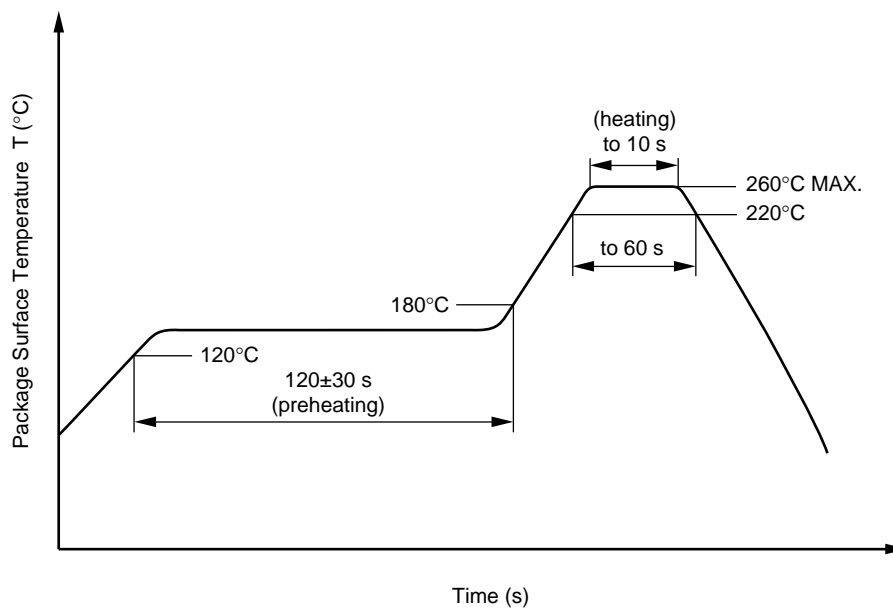 Package Surface Temperature T (°C)
(heating)
to 10 s
260°C MAX.
220°C
to 60 s
180°C
120°C
120±30 s
(preheating)
Time (s)